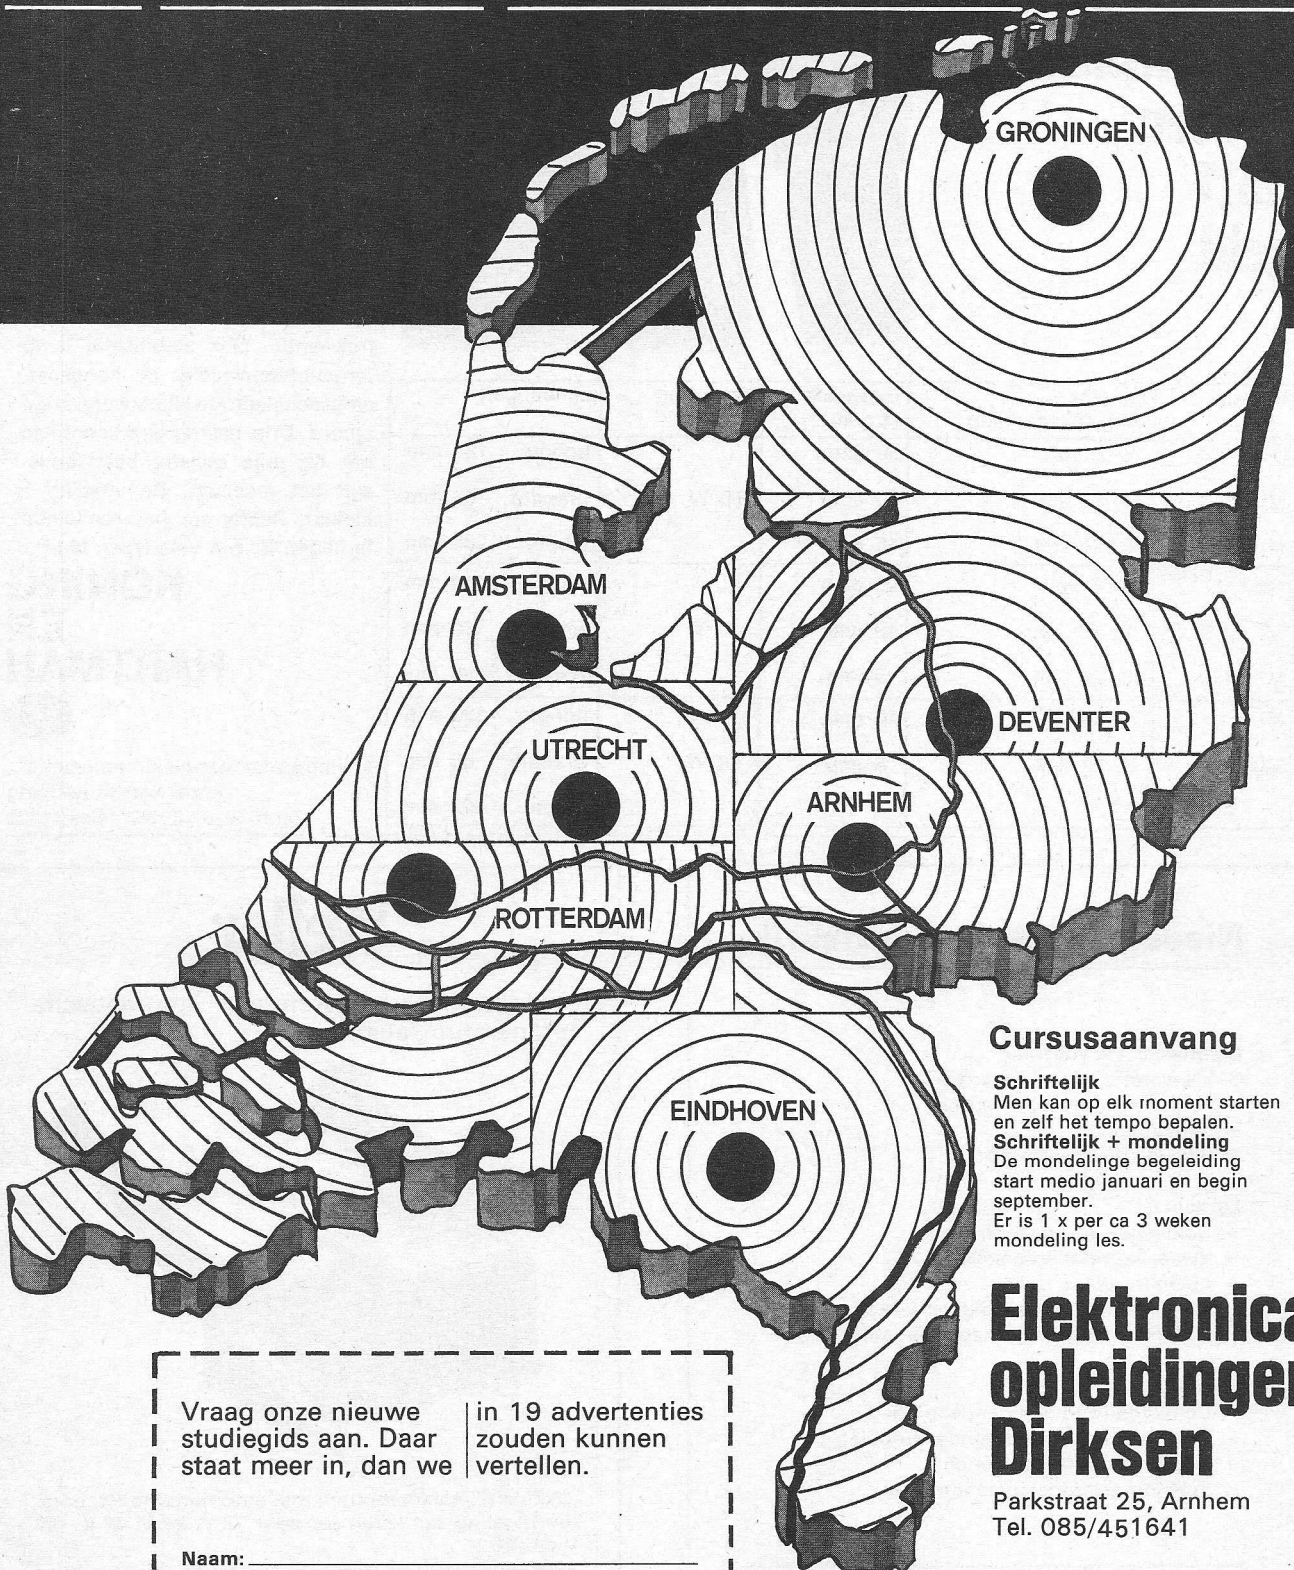 GRONINGEN
AMSTERDAM
DEVENTER
UTRECHT
ARNHEM
ROTTERDAM
EINDHOVEN
Cursusaanvang
Schriftelijk
Men kan op elk moment starten
en zelf het tempo bepalen.
Schriftelijk + mondeling
De mondelinge begeleiding
start medio januari en begin
september.
Er is 1 x per ca 3 weken
mondeling les.
Elektronica
opleidingen
Dirksen
Parkstraat 25, Arnhem
Tel. 085/451641
Vraag onze nieuwe
studiegids aan. Daar
staat meer in, dan we
in 19 advertenties
zouden kunnen
vertellen.
Naam: